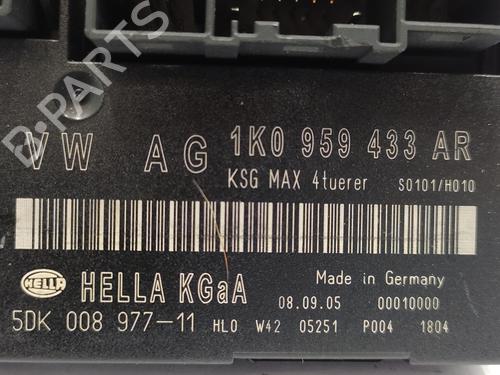 B-PARTS
VW AG 1K0 959 433 AR
KSG MAX 4tuerer S0101/H010
HELLA HELLA KGaA Made in Germany
08.09.05 00010000
5DK 008 977-11 HL0 W42 05251 P004 1804